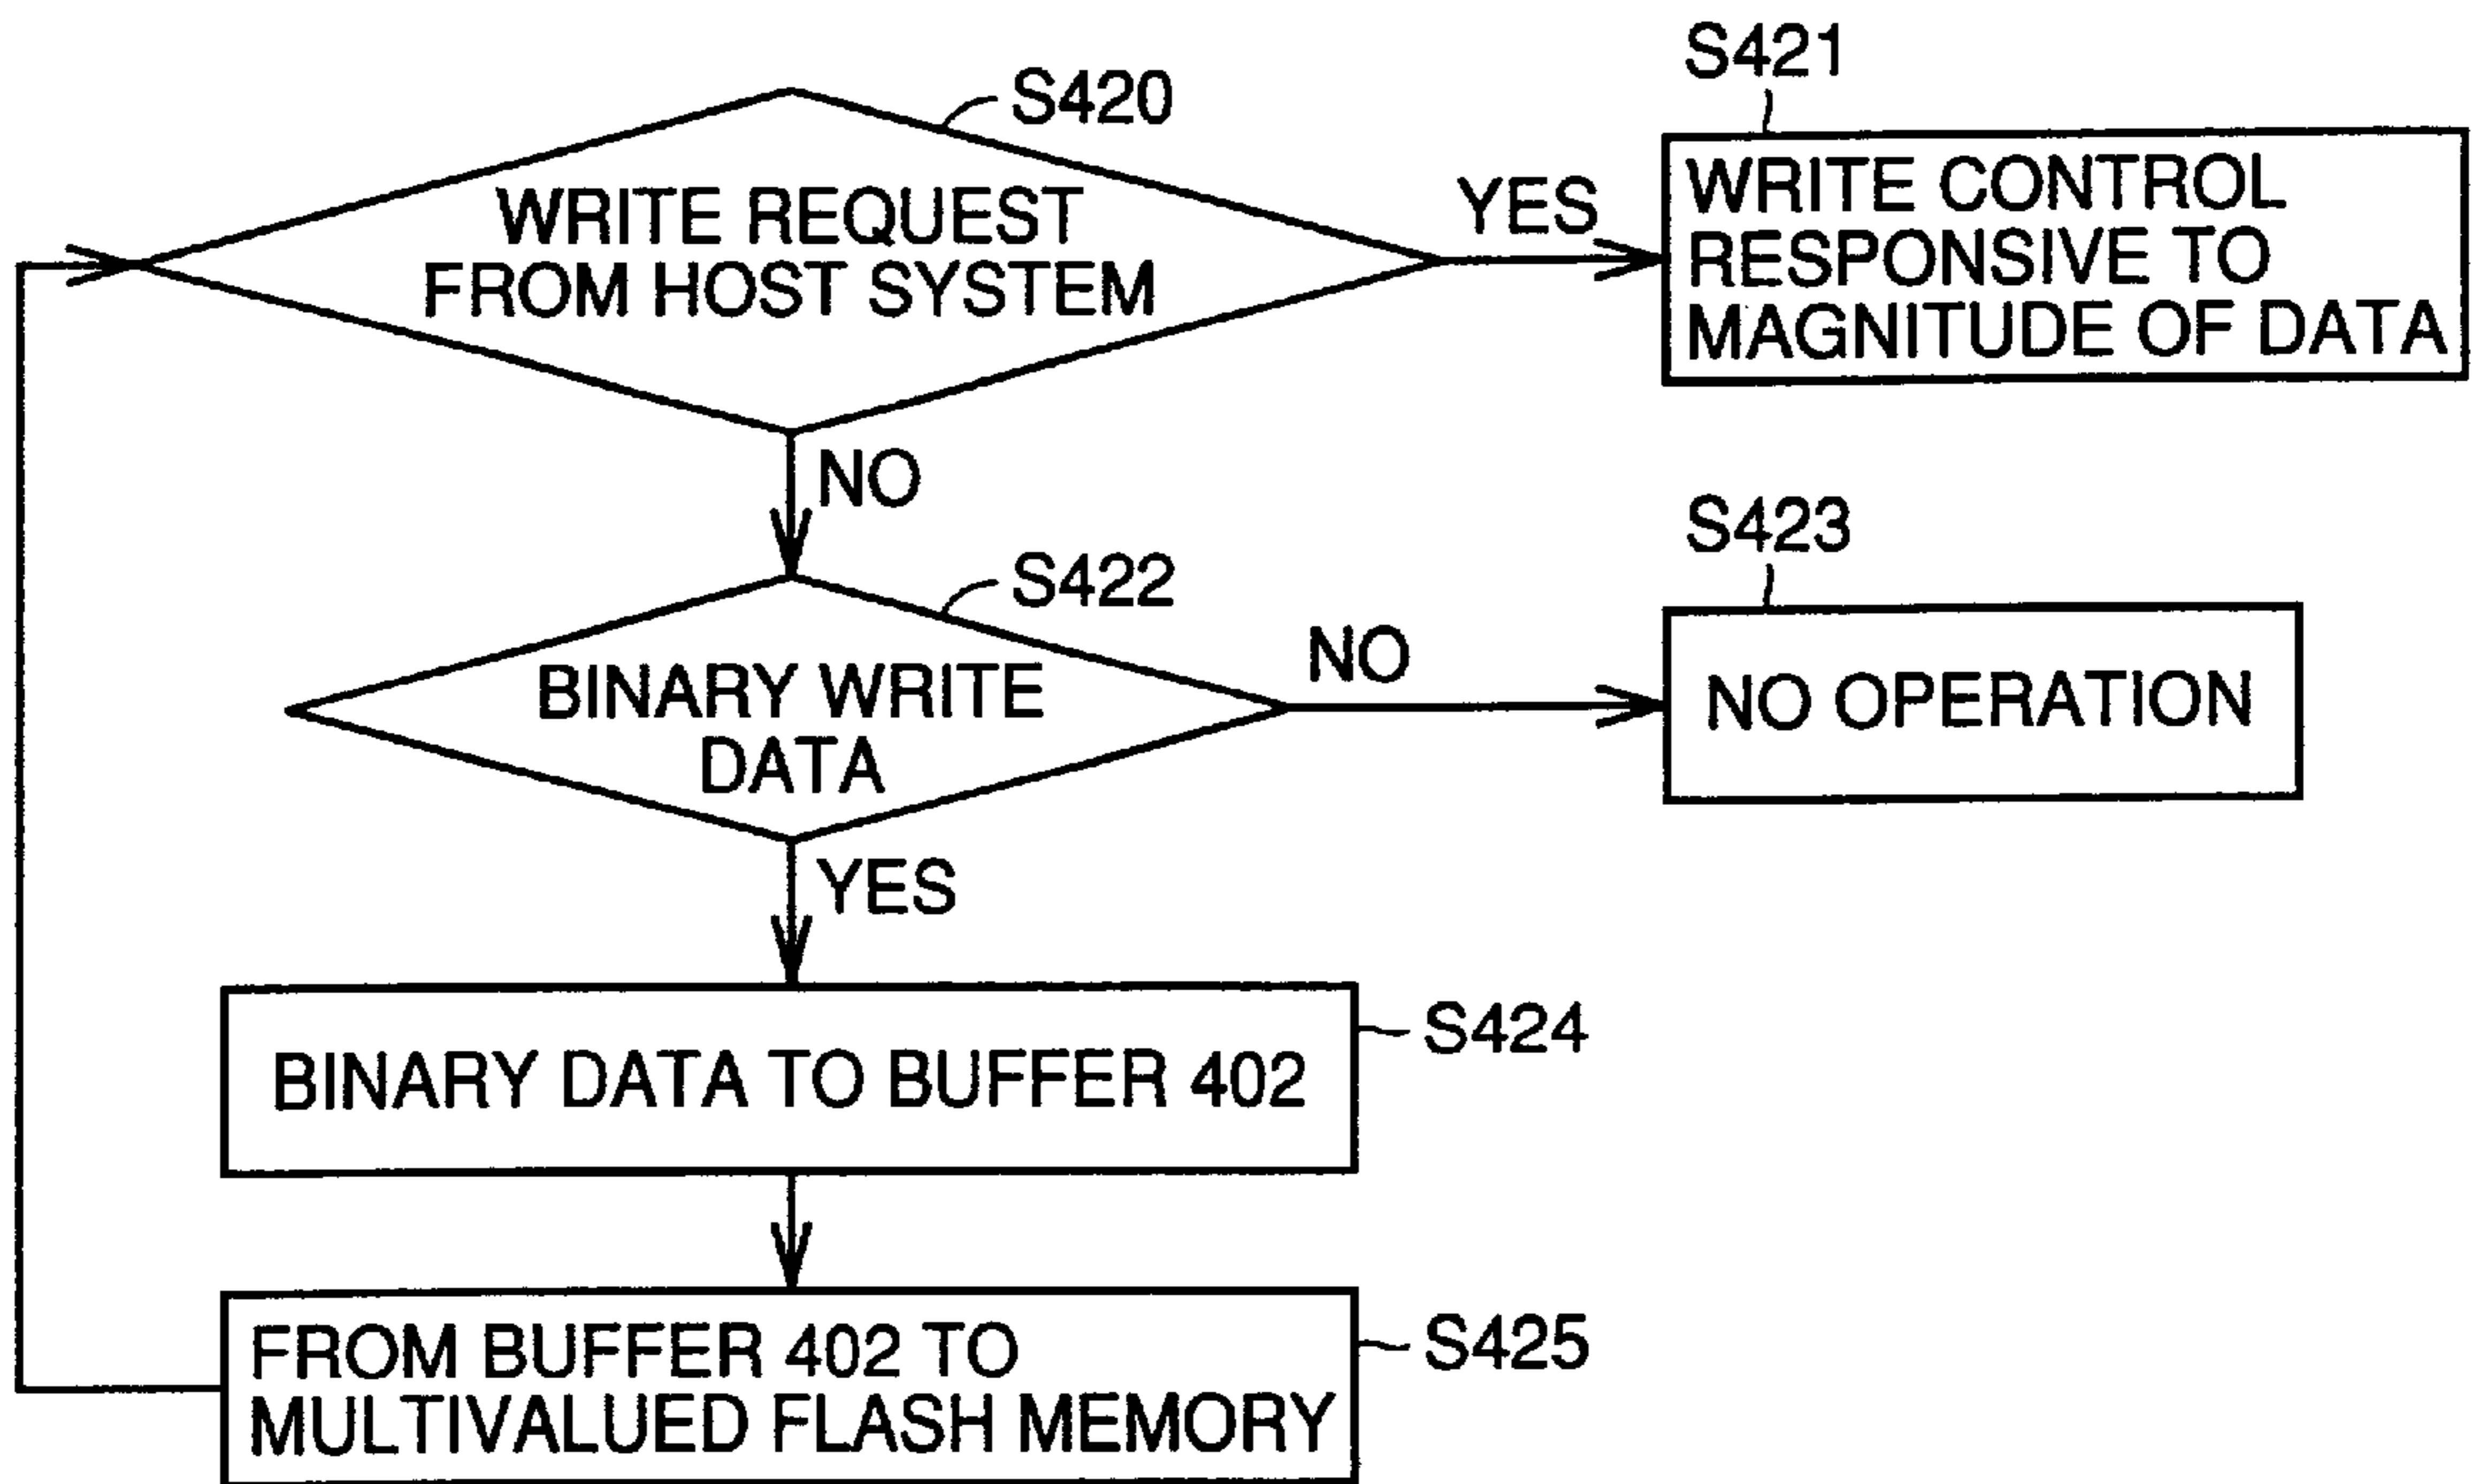 S420
WRITE REQUEST
FROM HOST SYSTEM
YES
S421
WRITE CONTROL
RESPONSIVE TO
MAGNITUDE OF DATA
NO
S422
BINARY WRITE
DATA
NO
S423
NO OPERATION
YES
BINARY DATA TO BUFFER 402
S424
FROM BUFFER 402 TO
MULTIVALUED FLASH MEMORY
S425